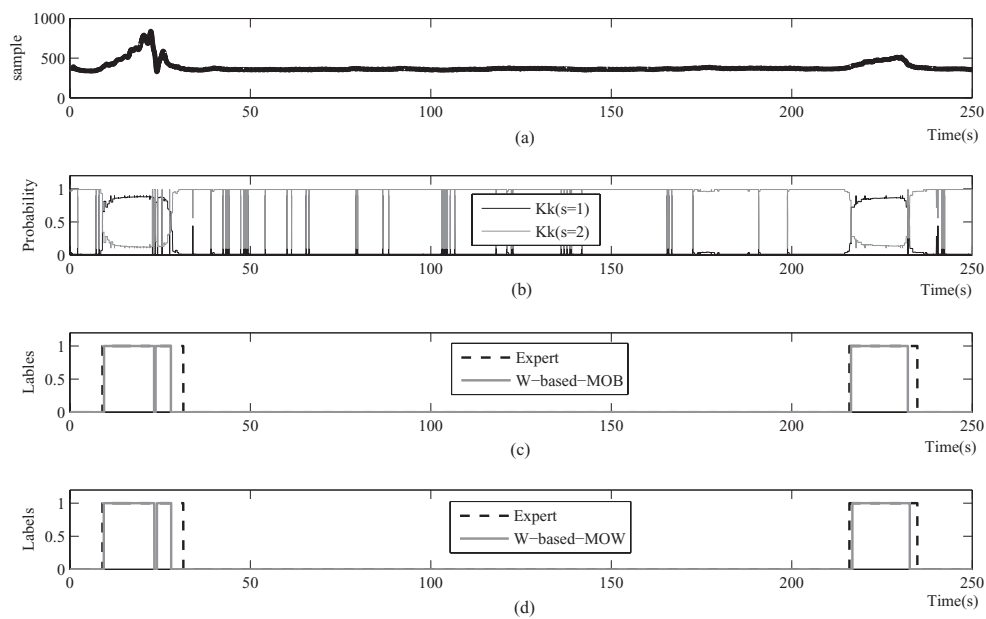 1000
500
0
sample
0 50 100 150 200 250
(a)
Time(s)
1
0.5
0
Probability
Kk(s=1)
Kk(s=2)
0 50 100 150 200 250
(b)
Time(s)
1
0.5
0
Lables
Expert
W-based-MOB
0 50 100 150 200 250
(c)
Time(s)
1
0.5
0
Labels
Expert
W-based-MOW
0 50 100 150 200 250
(d)
Time(s)